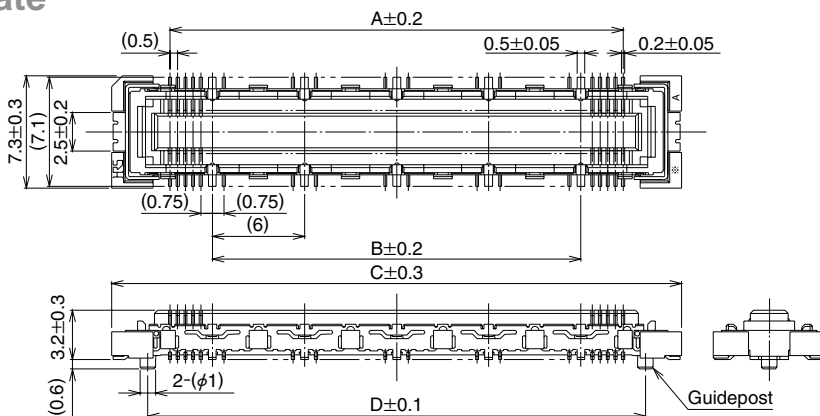 A±0.2
(0.5)
0.5±0.05
0.2±0.05
7.3±0.3
(7.1)
2.5±0.2
A
※
(0.75)
(0.75)
(6)
B±0.2
C±0.3
3.2±0.3
(0.6)
2-(φ1)
D±0.1
Guidepost